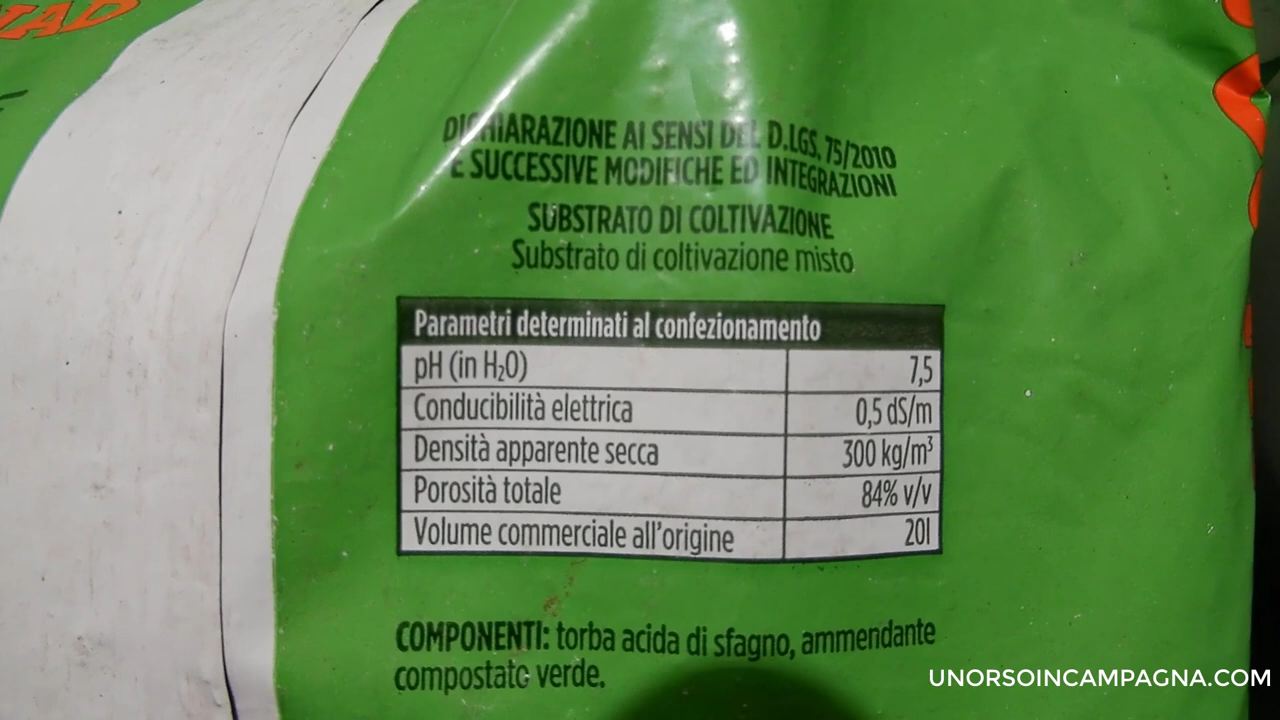 DICHIARAZIONE AI SENSI DEL D.LGS. 75/2010
E SUCCESSIVE MODIFICHE ED INTEGRAZIONI
SUBSTRATO DI COLTIVAZIONE
Substrato di coltivazione misto
Parametri determinati al confezionamento
pH (in H₂O) 7,5
Conducibilità elettrica 0,5 dS/m
Densità apparente secca 300 kg/m³
Porosità totale 84% v/v
Volume commerciale all'origine 20l
COMPONENTI: torba acida di sfagno, ammendante
compostato verde.
UNORSOINCAMPAGNA.COM